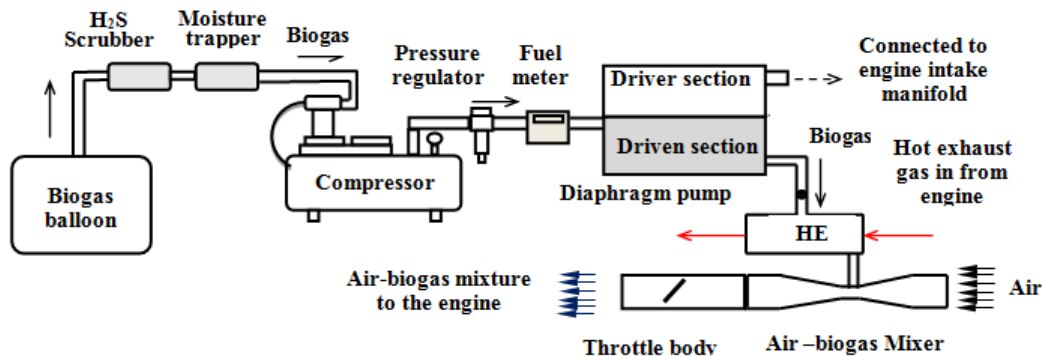 H₂S
Scrubber
Moisture
trapper
Biogas
Pressure
regulator
Fuel
meter
Driver section
Connected to
engine intake
manifold
Driven section
Biogas
Hot exhaust
gas in from
engine
Biogas
balloon
Compressor
Diaphragm pump
HE
Air-biogas mixture
to the engine
Air
Throttle body
Air –biogas Mixer